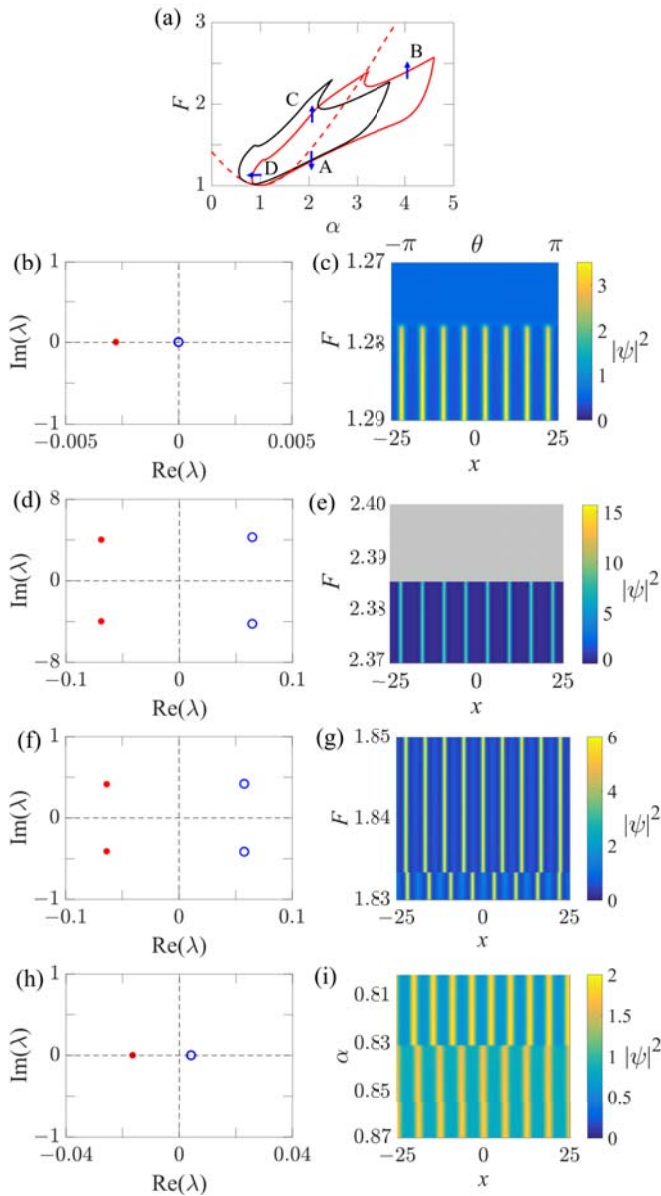 (a)
3
2
1
F
A
B
C
D
0 1 2 3 4 5
α
(b)
1
0
−1
Im(λ)
−0.005 0 0.005
Re(λ)
(c)
−π θ π
1.27
1.28
1.29
F
−25 0 25
x
3
2
1
0
|ψ|²
(d)
8
0
−8
Im(λ)
−0.1 0 0.1
Re(λ)
(e)
2.40
2.39
2.38
2.37
F
−25 0 25
x
15
10
5
0
|ψ|²
(f)
1
0
−1
Im(λ)
−0.1 0 0.1
Re(λ)
(g)
1.85
1.84
1.83
F
−25 0 25
x
6
4
2
0
|ψ|²
(h)
1
0
−1
Im(λ)
−0.04 0 0.04
Re(λ)
(i)
0.81
0.83
0.85
0.87
α
−25 0 25
x
2
1.5
1
0.5
0
|ψ|²